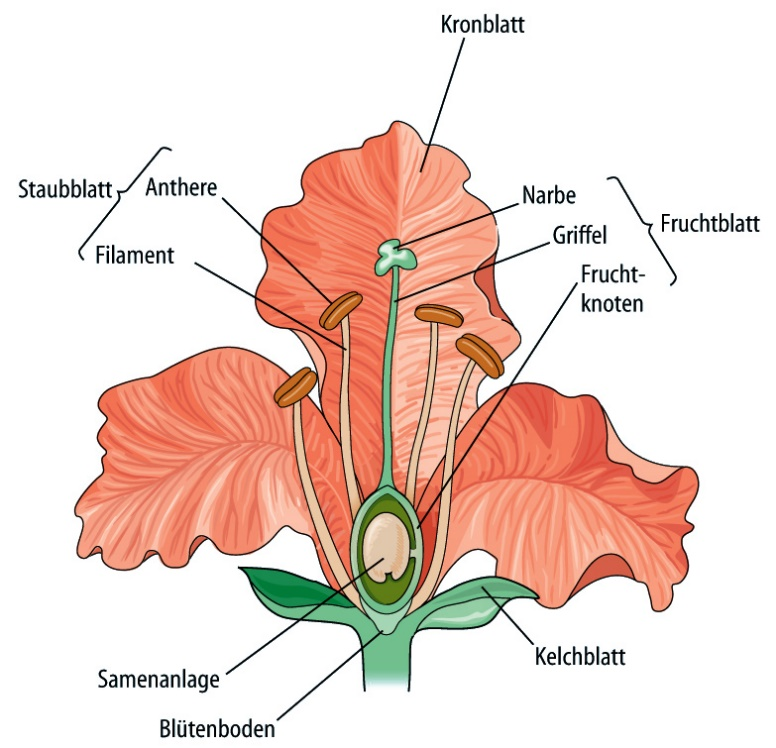 Kronblatt
Staubblatt
Anthere
Filament
Narbe
Griffel
Frucht-
knoten
Fruchtblatt
Samenanlage
Blütenboden
Kelchblatt